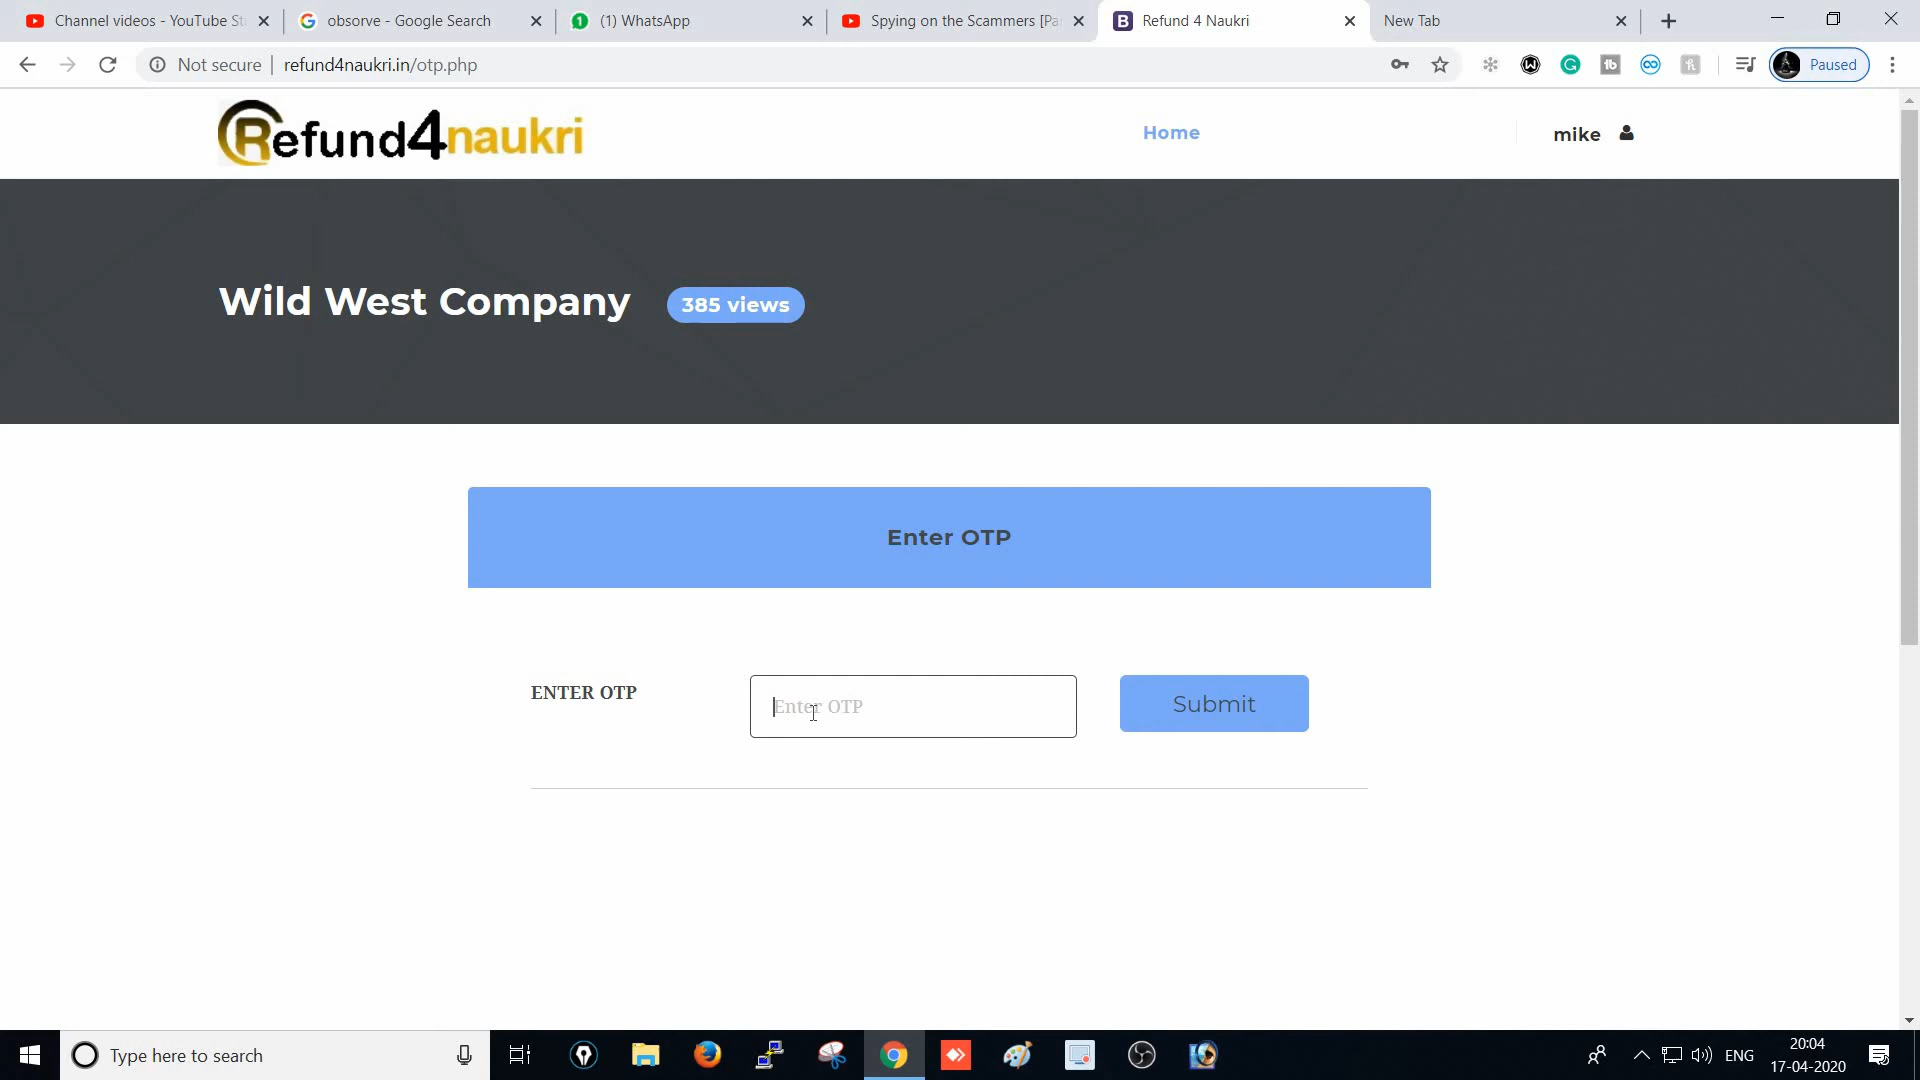 Channel videos - YouTube St
obsorve - Google Search
(1) WhatsApp
Spying on the Scammers [Pa
Refund 4 Naukri
New Tab
Not secure
refund4naukri.in/otp.php
Paused
Refund4naukri
Home
mike
Wild West Company
385 views
Enter OTP
ENTER OTP
Enter OTP
Submit
Type here to search
ENG
20:04
17-04-2020